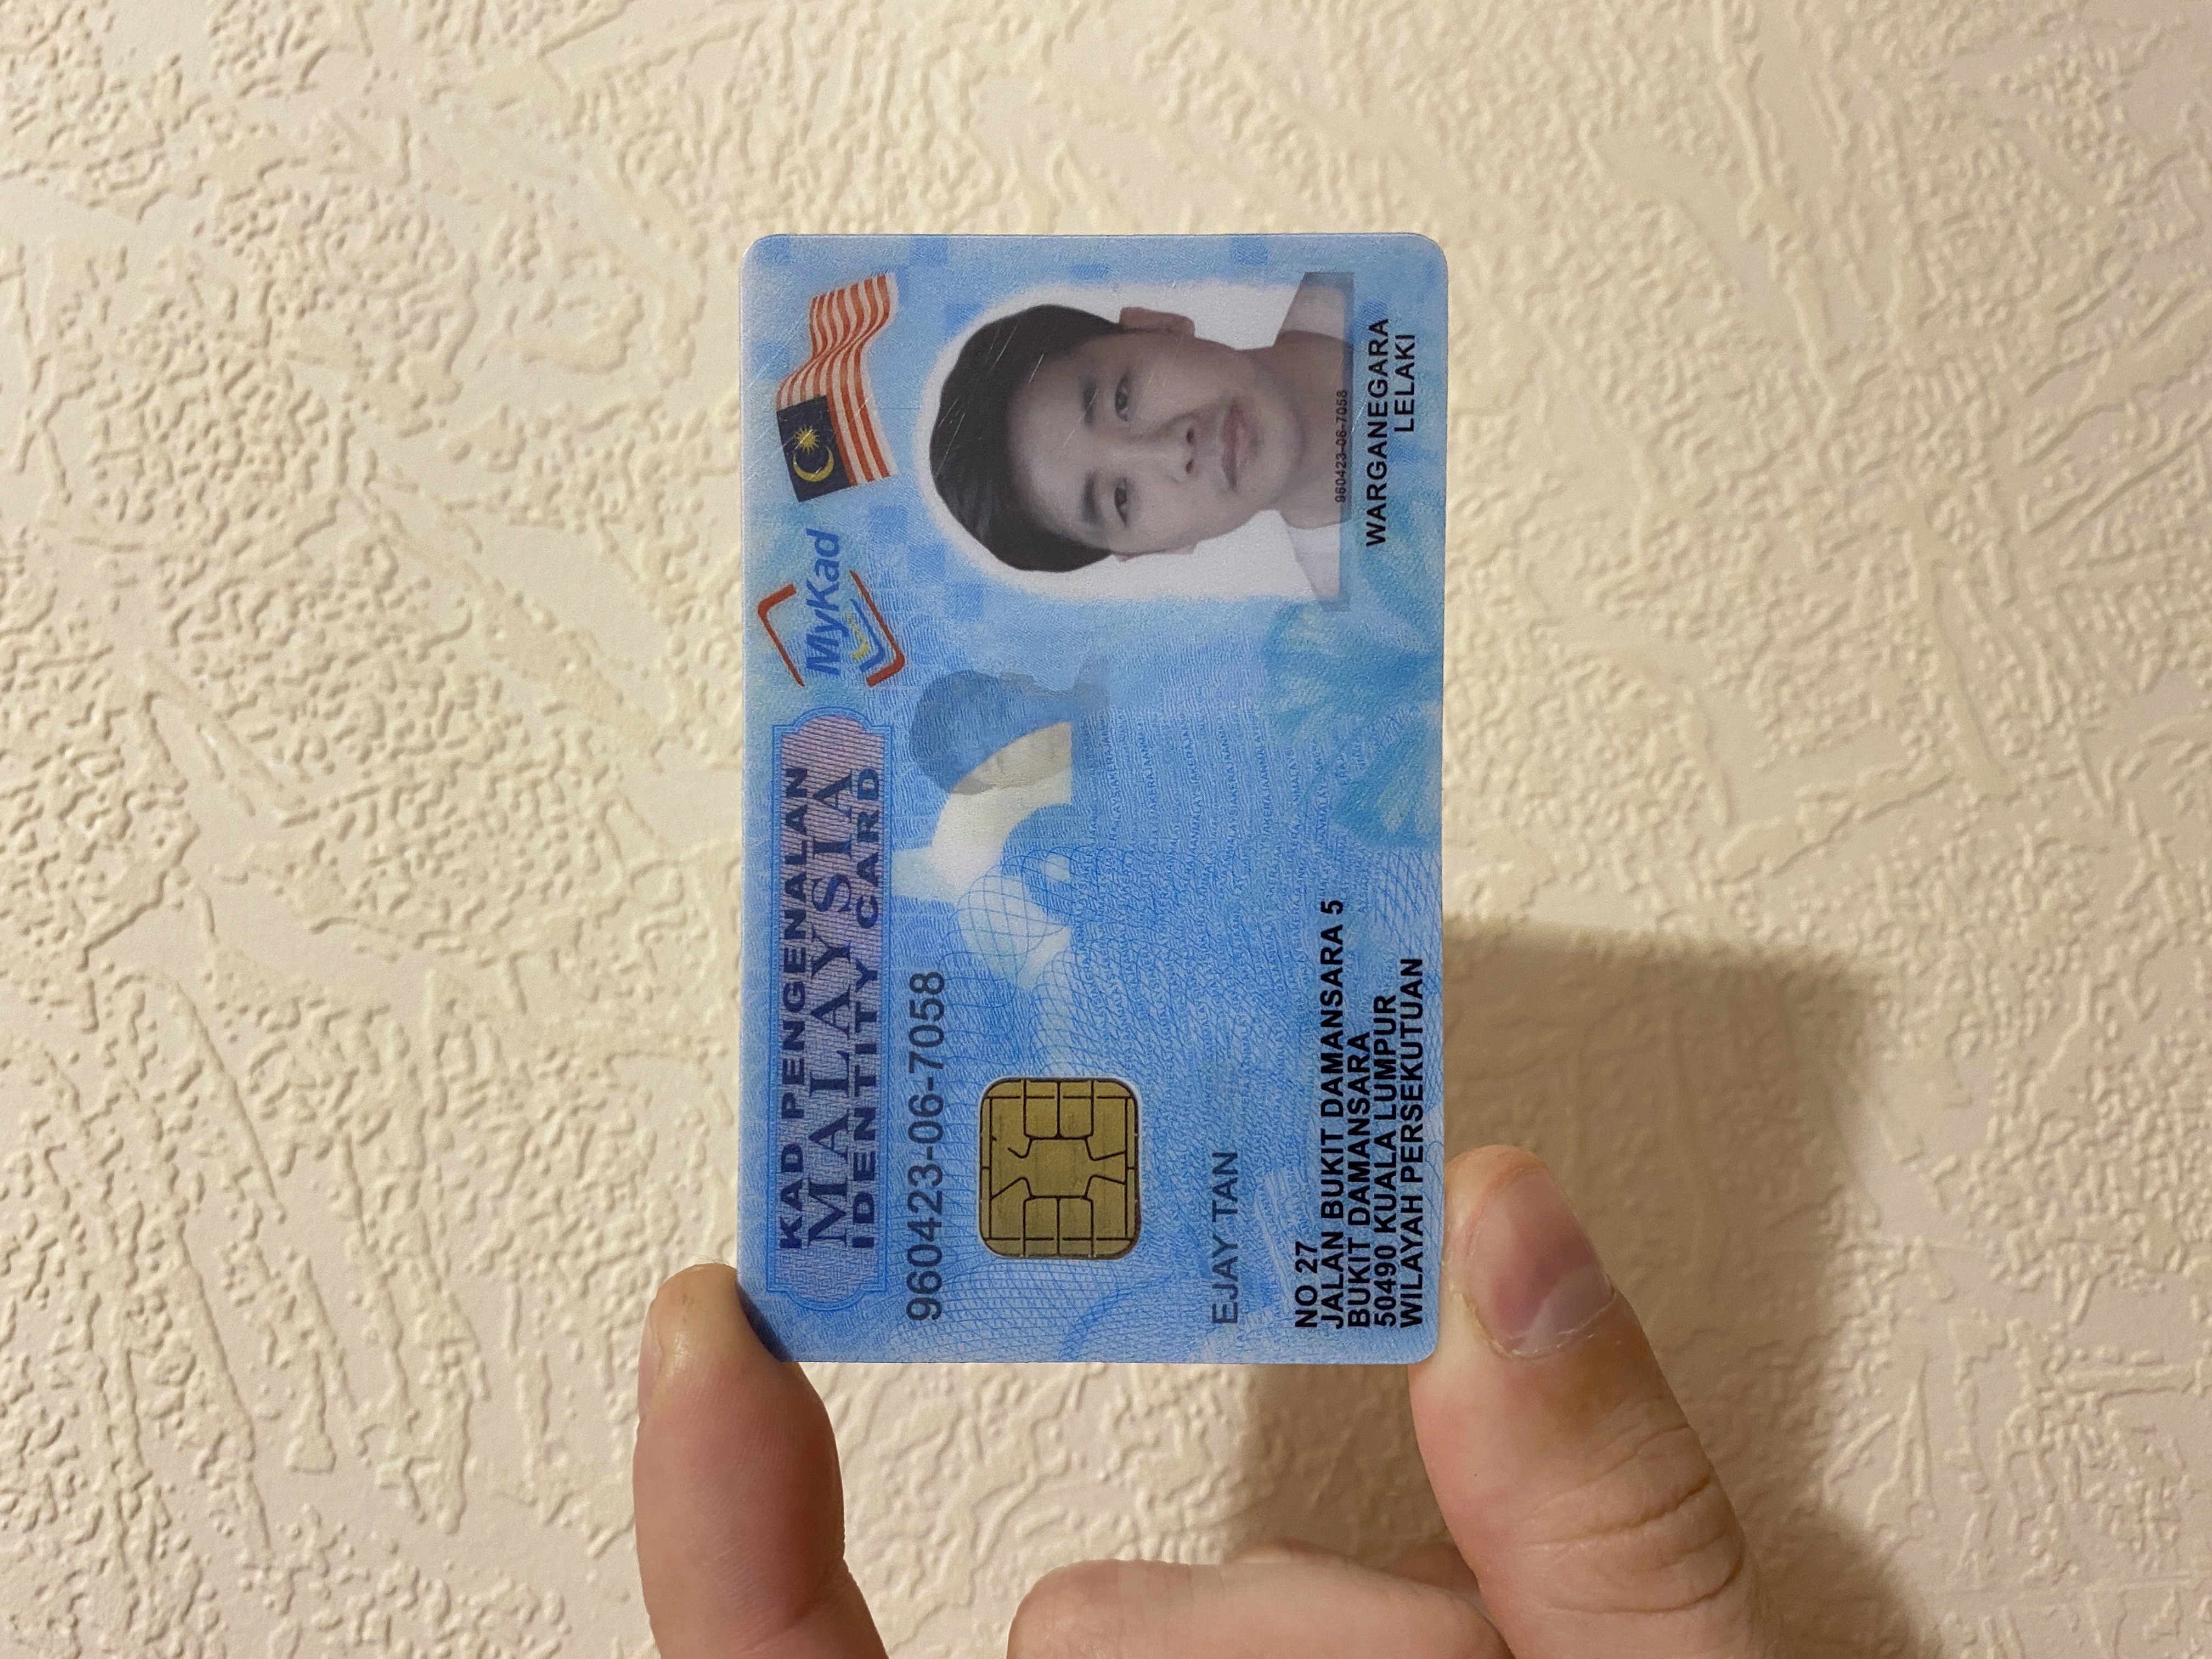 KAD PENGENALAN
MALAYSIA
IDENTITY CARD
MyKad
960423-06-7058
EJAY TAN
NO 27
JALAN BUKIT DAMANSARA 5
BUKIT DAMANSARA
50490 KUALA LUMPUR
WILAYAH PERSEKUTUAN
960423-06-7058
WARGANEGARA
LELAKI